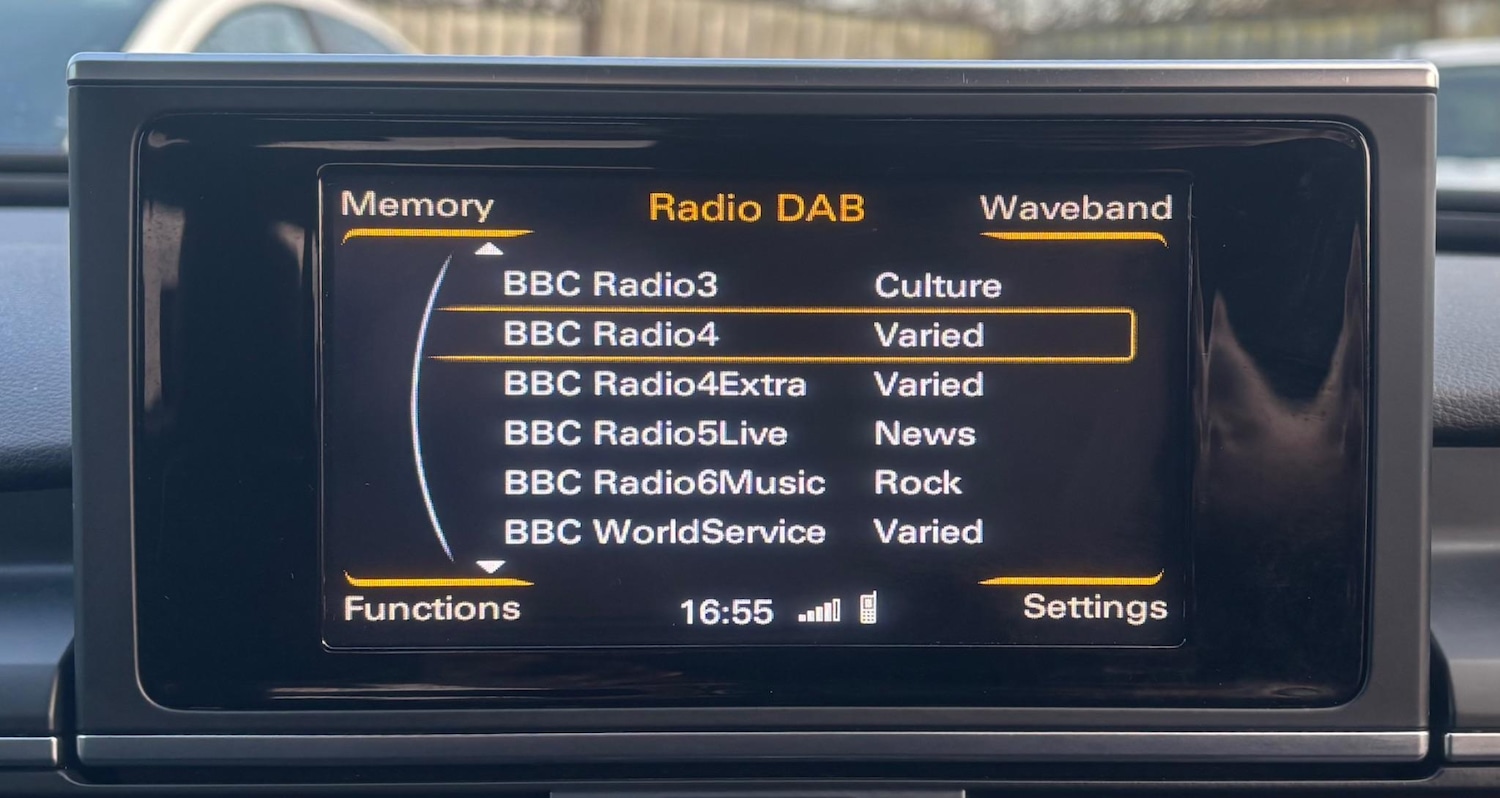 Memory Radio DAB Waveband
BBC Radio3 Culture
BBC Radio4 Varied
BBC Radio4Extra Varied
BBC Radio5Live News
BBC Radio6Music Rock
BBC WorldService Varied
Functions 16:55 Settings